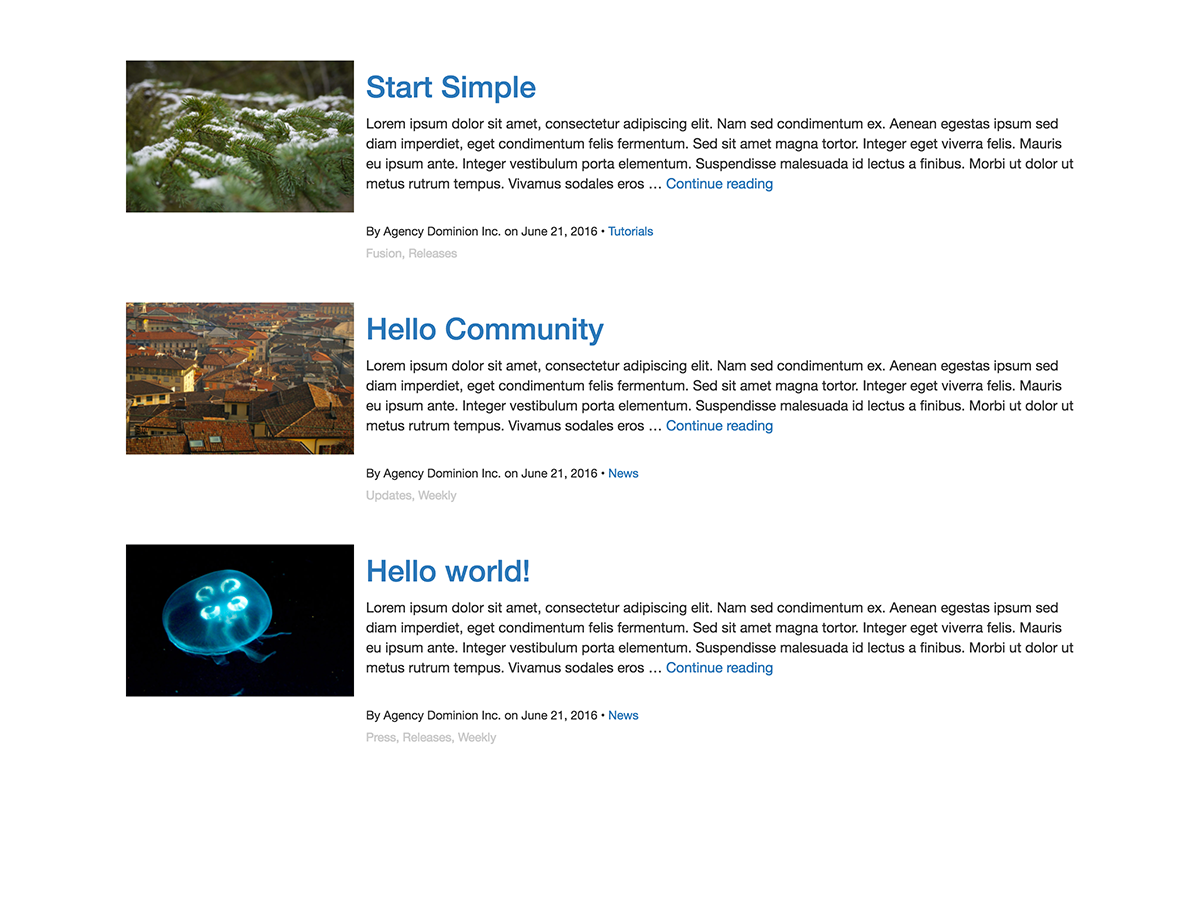 Start Simple
Lorem ipsum dolor sit amet, consectetur adipiscing elit. Nam sed condimentum ex. Aenean egestas ipsum sed
diam imperdiet, eget condimentum felis fermentum. Sed sit amet magna tortor. Integer eget viverra felis. Mauris
eu ipsum ante. Integer vestibulum porta elementum. Suspendisse malesuada id lectus a finibus. Morbi ut dolor ut
metus rutrum tempus. Vivamus sodales eros … Continue reading
By Agency Dominion Inc. on June 21, 2016 • Tutorials
Fusion, Releases
Hello Community
Lorem ipsum dolor sit amet, consectetur adipiscing elit. Nam sed condimentum ex. Aenean egestas ipsum sed
diam imperdiet, eget condimentum felis fermentum. Sed sit amet magna tortor. Integer eget viverra felis. Mauris
eu ipsum ante. Integer vestibulum porta elementum. Suspendisse malesuada id lectus a finibus. Morbi ut dolor ut
metus rutrum tempus. Vivamus sodales eros … Continue reading
By Agency Dominion Inc. on June 21, 2016 • News
Updates, Weekly
Hello world!
Lorem ipsum dolor sit amet, consectetur adipiscing elit. Nam sed condimentum ex. Aenean egestas ipsum sed
diam imperdiet, eget condimentum felis fermentum. Sed sit amet magna tortor. Integer eget viverra felis. Mauris
eu ipsum ante. Integer vestibulum porta elementum. Suspendisse malesuada id lectus a finibus. Morbi ut dolor ut
metus rutrum tempus. Vivamus sodales eros … Continue reading
By Agency Dominion Inc. on June 21, 2016 • News
Press, Releases, Weekly